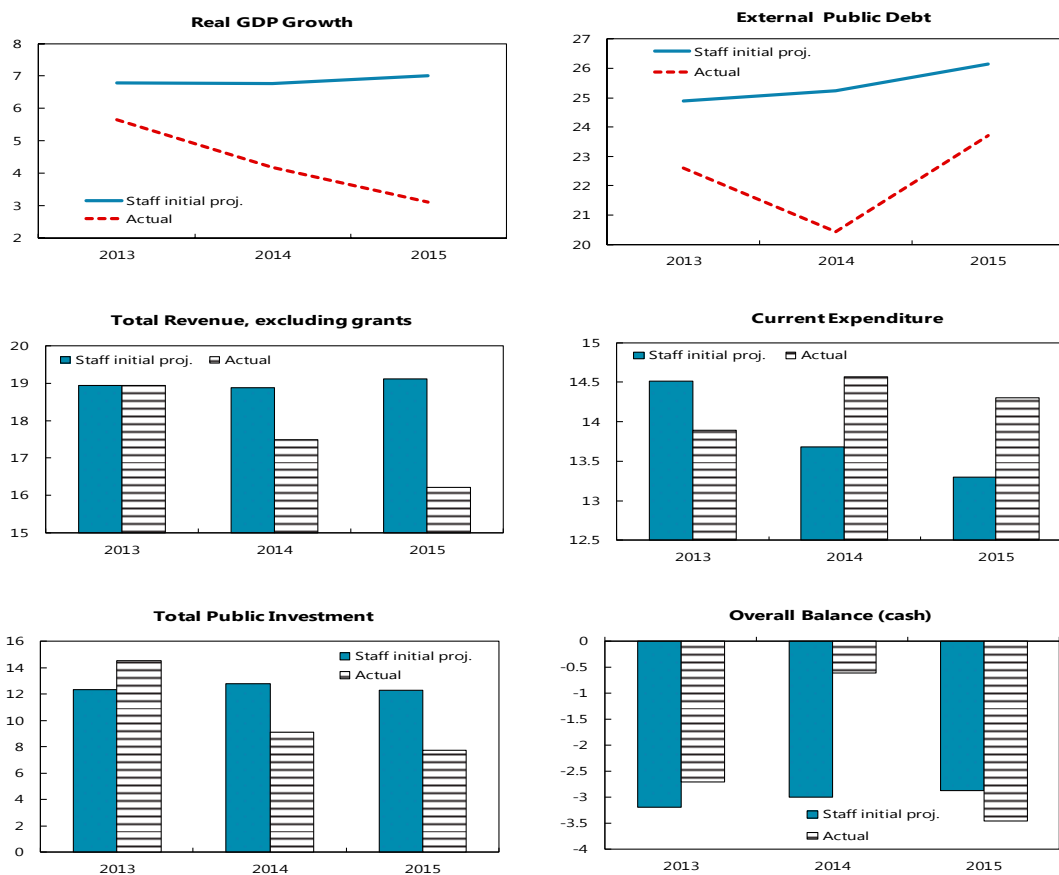 Real GDP Growth
8
7
6
5
4
3
2
Staff initial proj.
Actual
2013 2014 2015
External Public Debt
27
26
25
24
23
22
21
20
Staff initial proj.
Actual
2013 2014 2015
Total Revenue, excluding grants
20
19
18
17
16
15
Staff initial proj. Actual
2013 2014 2015
Current Expenditure
15
14.5
14
13.5
13
12.5
Staff initial proj. Actual
2013 2014 2015
Total Public Investment
16
14
12
10
8
6
4
2
0
Staff initial proj.
Actual
2013 2014 2015
Overall Balance (cash)
0
-0.5
-1
-1.5
-2
-2.5
-3
-3.5
-4
Staff initial proj.
Actual
2013 2014 2015